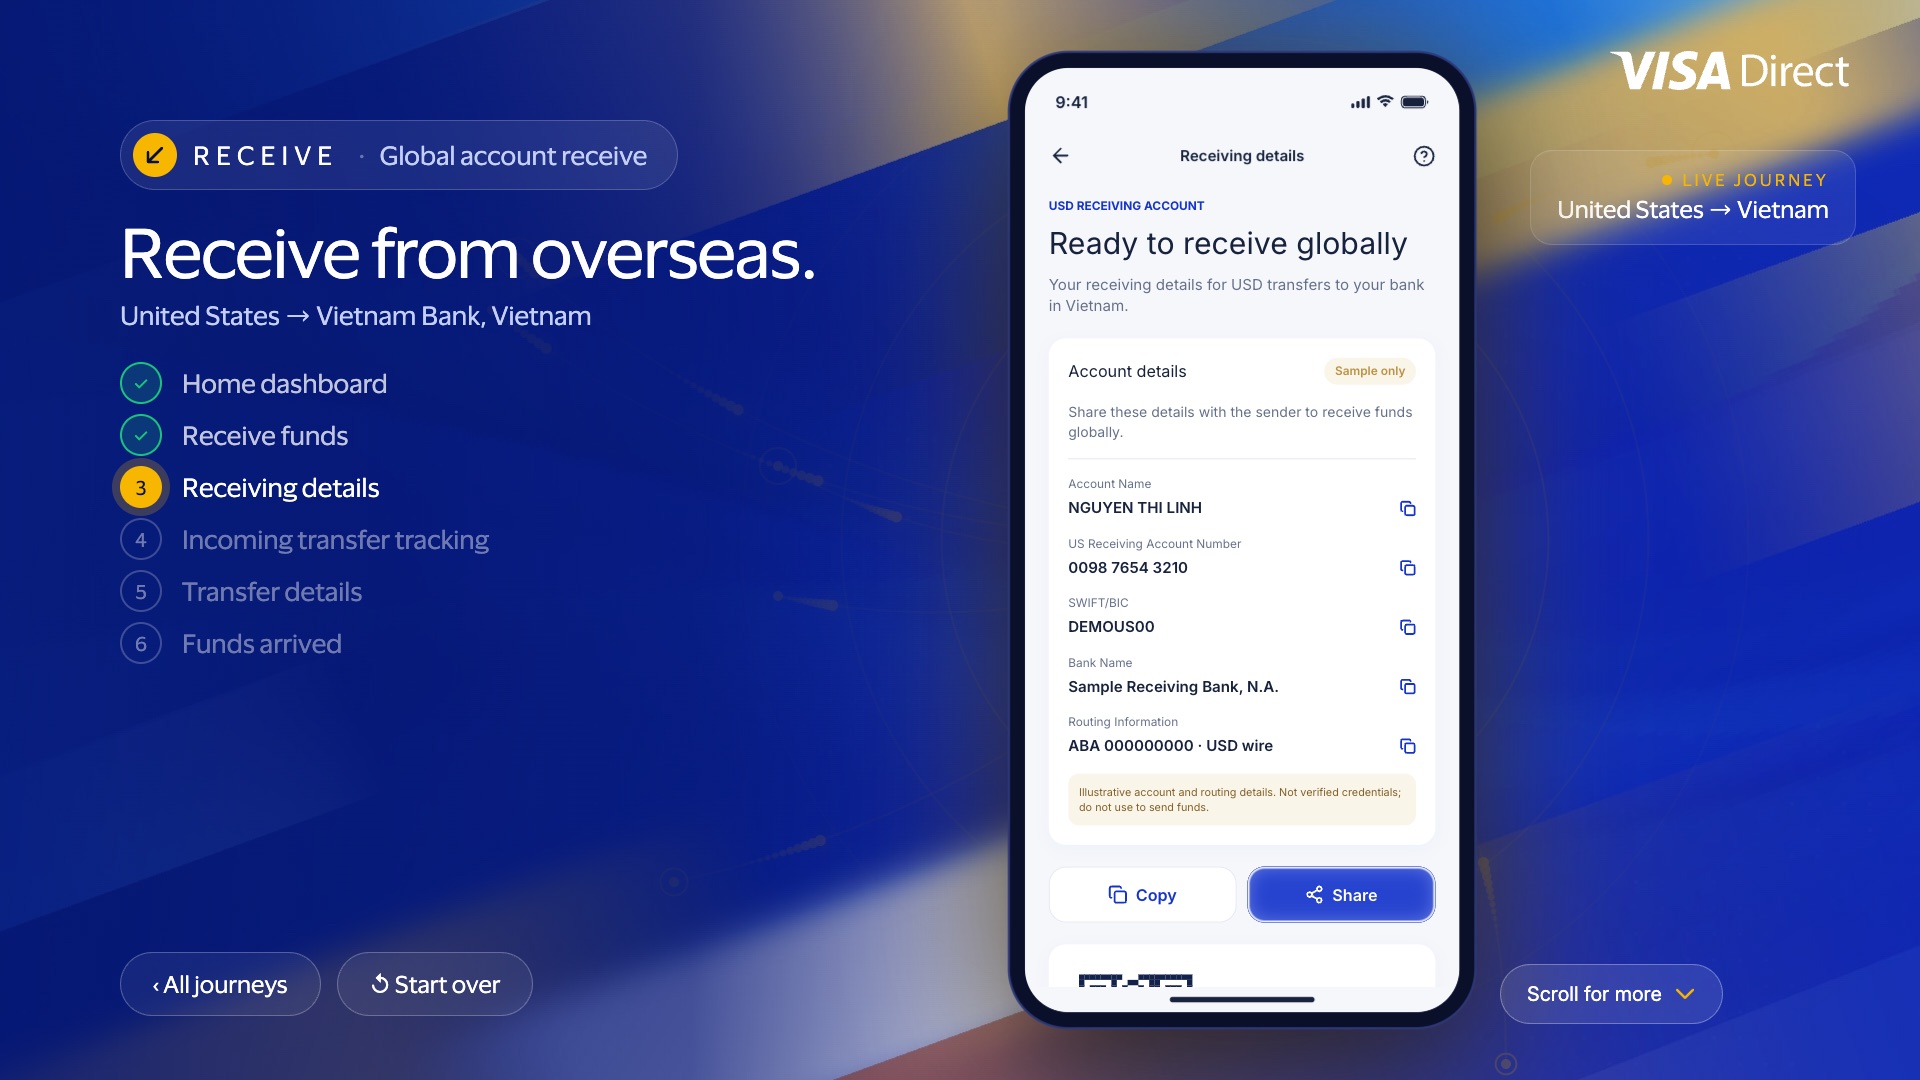 RECEIVE · Global account receive
Receive from overseas.
United States → Vietnam Bank, Vietnam
Home dashboard
Receive funds
3 Receiving details
4 Incoming transfer tracking
5 Transfer details
6 Funds arrived
‹ All journeys
Start over
9:41
Receiving details
USD RECEIVING ACCOUNT
Ready to receive globally
Your receiving details for USD transfers to your bank
in Vietnam.
Account details
Sample only
Share these details with the sender to receive funds
globally.
Account Name
NGUYEN THI LINH
US Receiving Account Number
0098 7654 3210
SWIFT/BIC
DEMOUS00
Bank Name
Sample Receiving Bank, N.A.
Routing Information
ABA 000000000 · USD wire
Illustrative account and routing details. Not verified credentials;
do not use to send funds.
Copy
Share
VISA Direct
LIVE JOURNEY
United States → Vietnam
Scroll for more